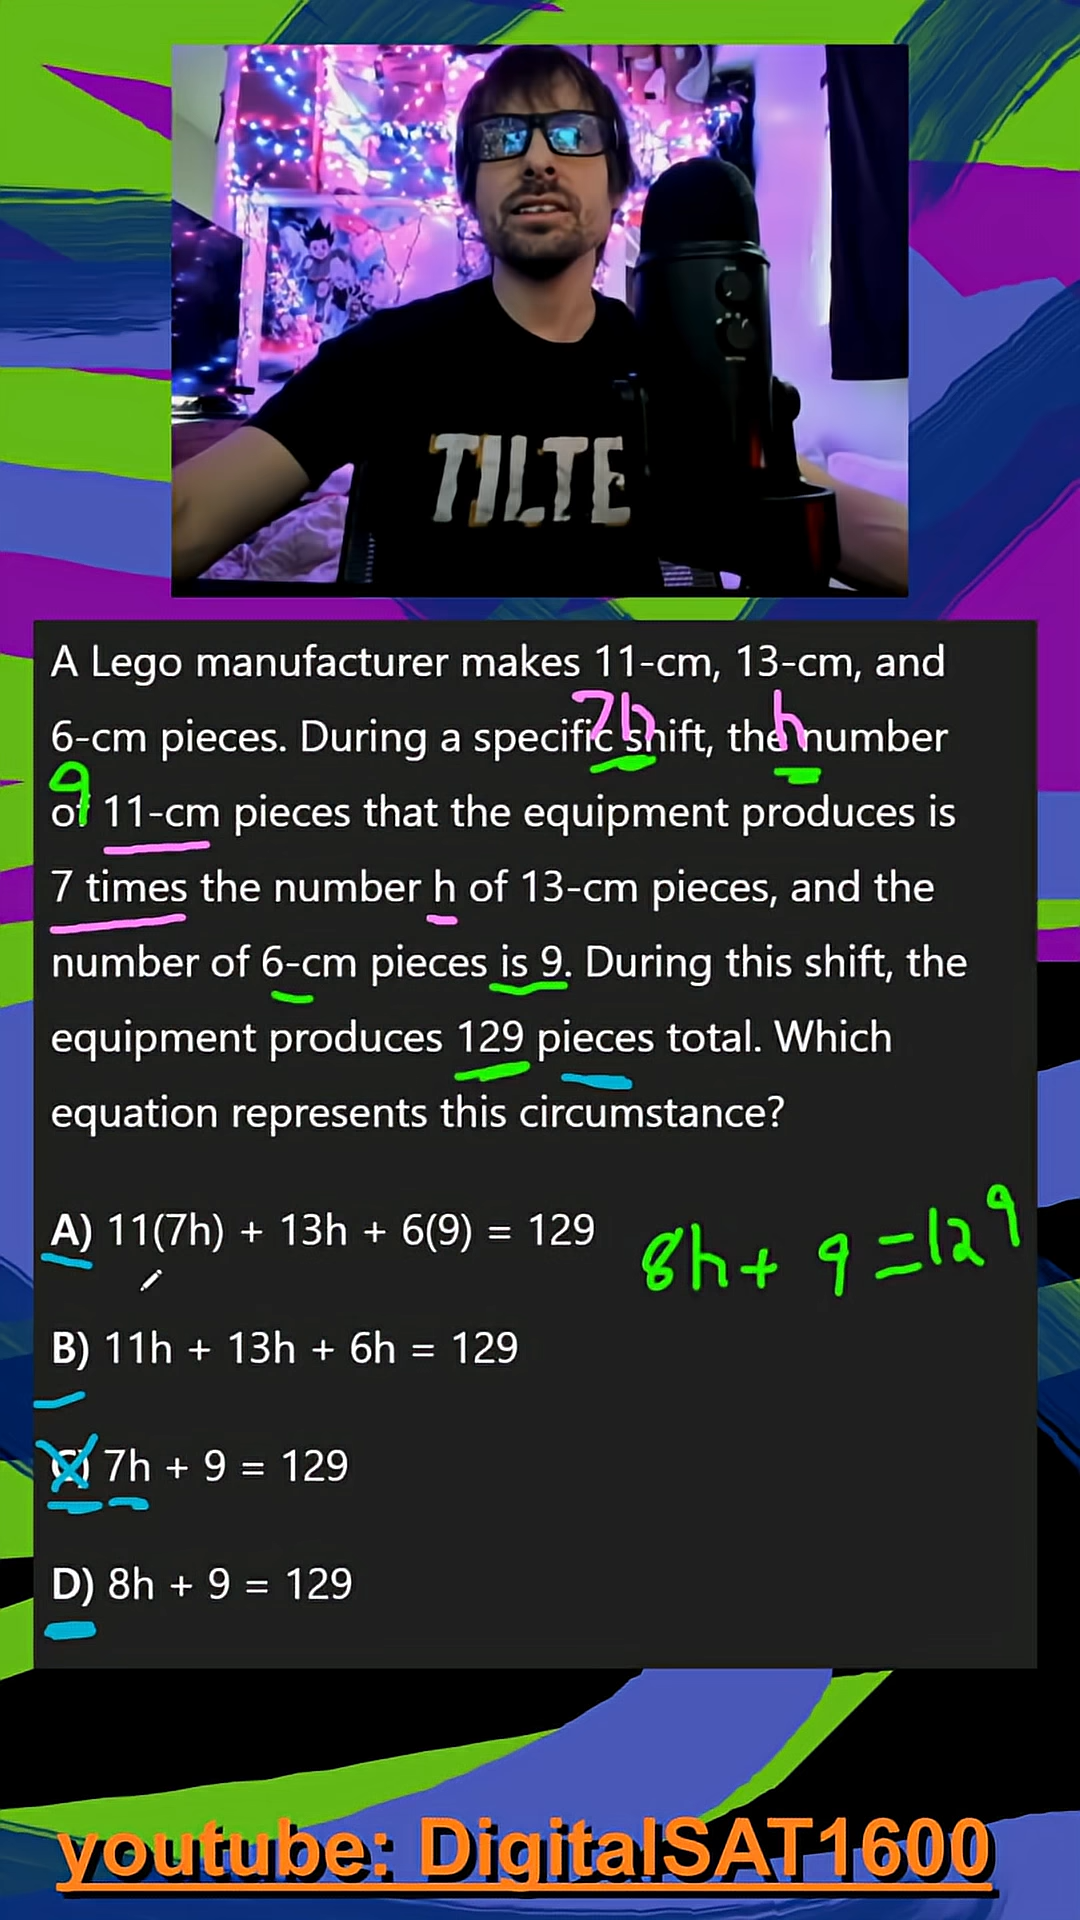 TILTE
A Lego manufacturer makes 11-cm, 13-cm, and
7h h
6-cm pieces. During a specific shift, the number
9
of 11-cm pieces that the equipment produces is
7 times the number h of 13-cm pieces, and the
number of 6-cm pieces is 9. During this shift, the
equipment produces 129 pieces total. Which
equation represents this circumstance?
A) 11(7h) + 13h + 6(9) = 129
8h + 9 = 129
B) 11h + 13h + 6h = 129
C) 7h + 9 = 129
D) 8h + 9 = 129
youtube: DigitalSAT1600